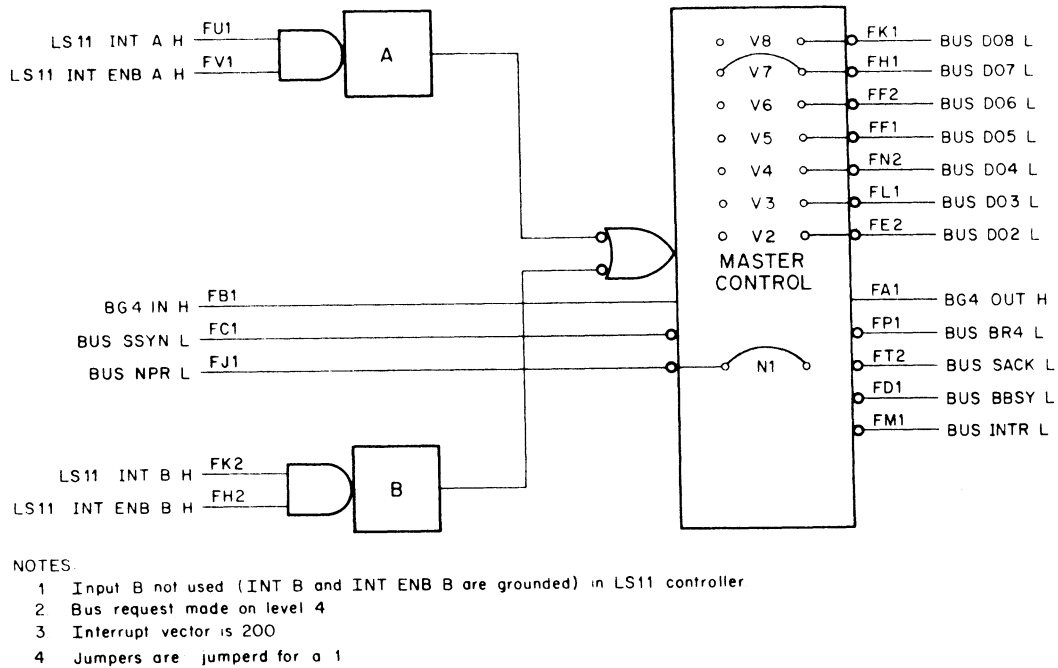 LS11 INT A H FU1
LS11 INT ENB A H FV1
A
V8 FK1 BUS D08 L
V7 FH1 BUS D07 L
V6 FF2 BUS D06 L
V5 FF1 BUS D05 L
V4 FN2 BUS D04 L
V3 FL1 BUS D03 L
V2 FE2 BUS D02 L
MASTER
CONTROL
BG4 IN H FB1
FA1 BG4 OUT H
BUS SSYN L FC1
FP1 BUS BR4 L
BUS NPR L FJ1
N1
FT2 BUS SACK L
FD1 BUS BBSY L
FM1 BUS INTR L
LS11 INT B H FK2
LS11 INT ENB B H FH2
B
NOTES:
1 Input B not used (INT B and INT ENB B are grounded) in LS11 controller
2 Bus request made on level 4
3 Interrupt vector is 200
4 Jumpers are jumperd for a 1